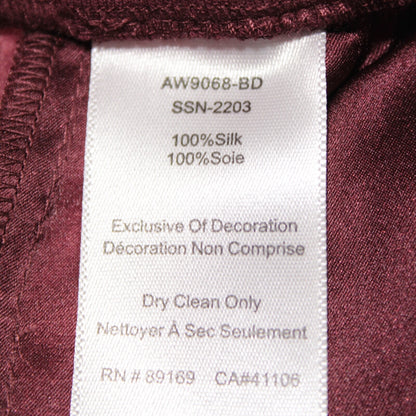 AW9068-BD
SSN-2203
100%Silk
100%Soie
Exclusive Of Decoration
Décoration Non Comprise
Dry Clean Only
Nettoyer À Sec Seulement
RN # 89169 CA#41106